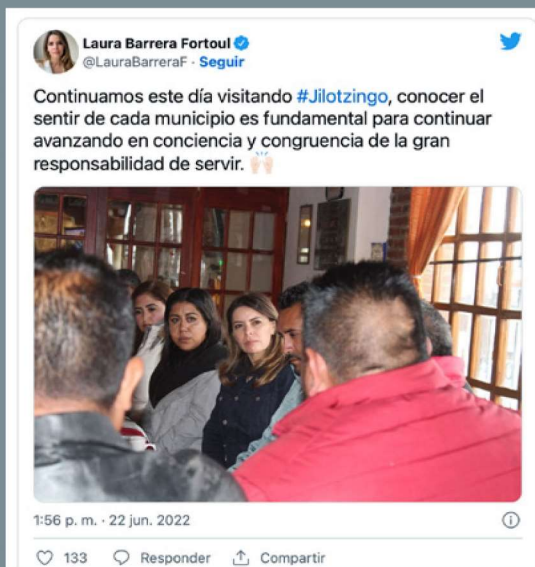 Laura Barrera Fortoul
@LauraBarreraF · Seguir
Continuamos este día visitando #Jilotzingo, conocer el
sentir de cada municipio es fundamental para continuar
avanzando en conciencia y congruencia de la gran
responsabilidad de servir. 🙌🏻
1:56 p. m. · 22 jun. 2022
133 Responder Compartir